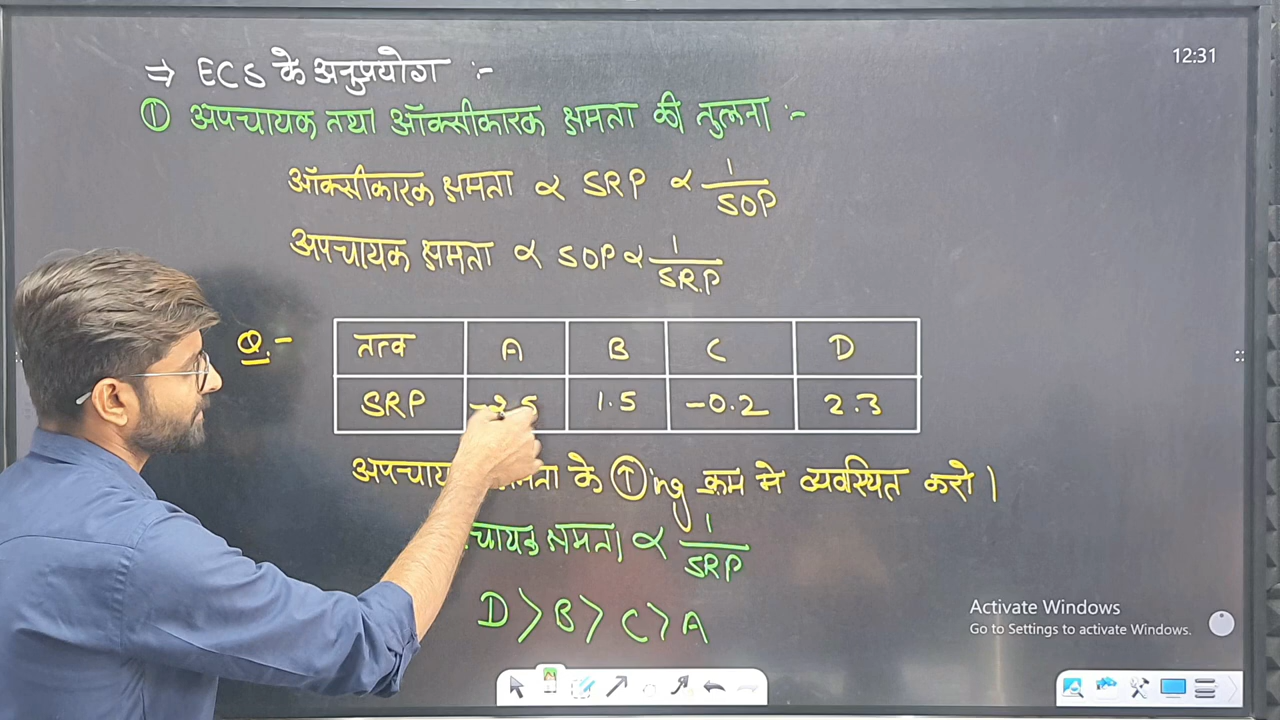 12:31
⇒ ECS के अनुप्रयोग :-
① अपचायक तथा ऑक्सीकारक क्षमता की तुलना :-
ऑक्सीकारक क्षमता ∝ SRP ∝ 1/SOP
अपचायक क्षमता ∝ SOP ∝ 1/SRP
Q.-
तत्व A B C D
SRP 1.5 -0.2 2.3
के ↑ing क्रम मे व्यवस्थित करो।
क्षमता ∝ 1/SRP
D > B > C > A
Activate Windows
Go to Settings to activate Windows.